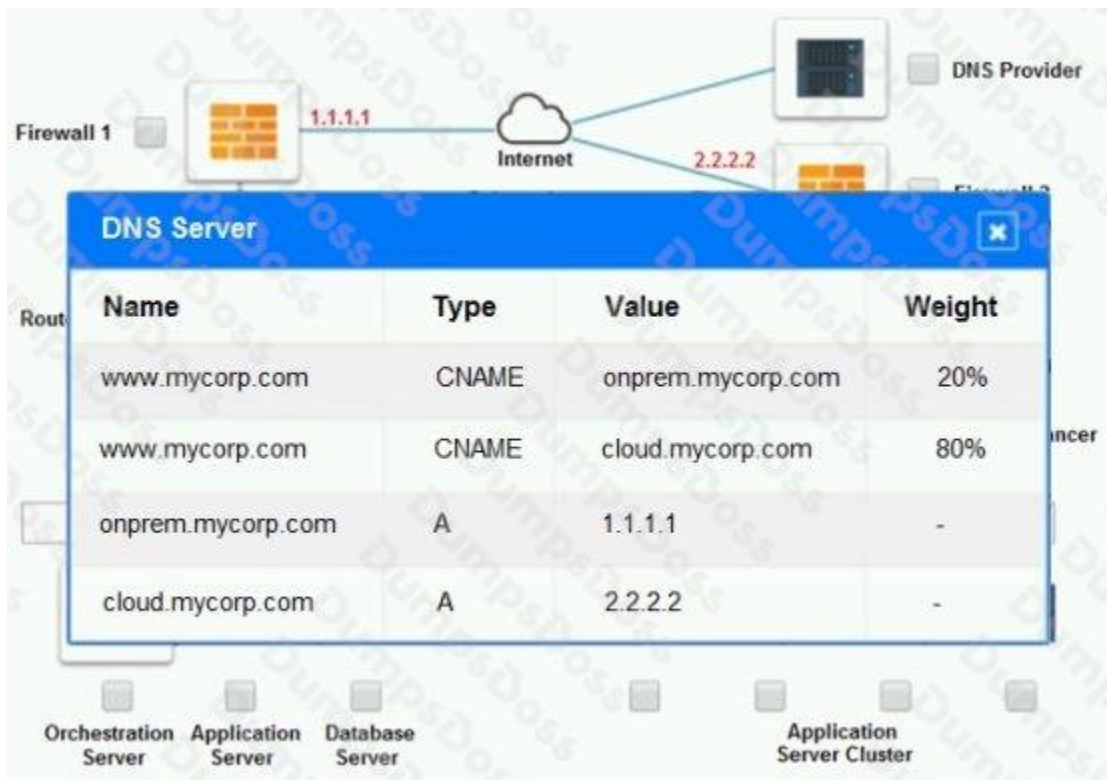 DNS Provider
Firewall 1
1.1.1.1
Internet
2.2.2.2
DNS Server
Name Type Value Weight
www.mycorp.com CNAME onprem.mycorp.com 20%
www.mycorp.com CNAME cloud.mycorp.com 80%
onprem.mycorp.com A 1.1.1.1 -
cloud.mycorp.com A 2.2.2.2 -
Rout
ancer
Orchestration Server
Application Server
Database Server
Application Server Cluster
DumpsDoss